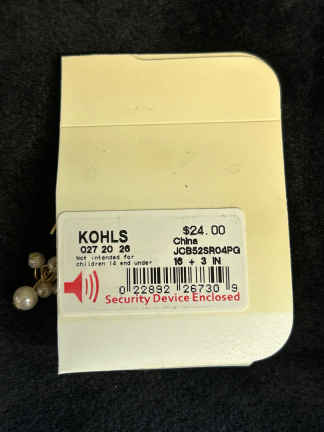 KOHLS $24.00
027 20 26 China
Not intended for JCB52SR04PG
children 14 and under 16 + 3 IN
0 22892 26730 9
Security Device Enclosed